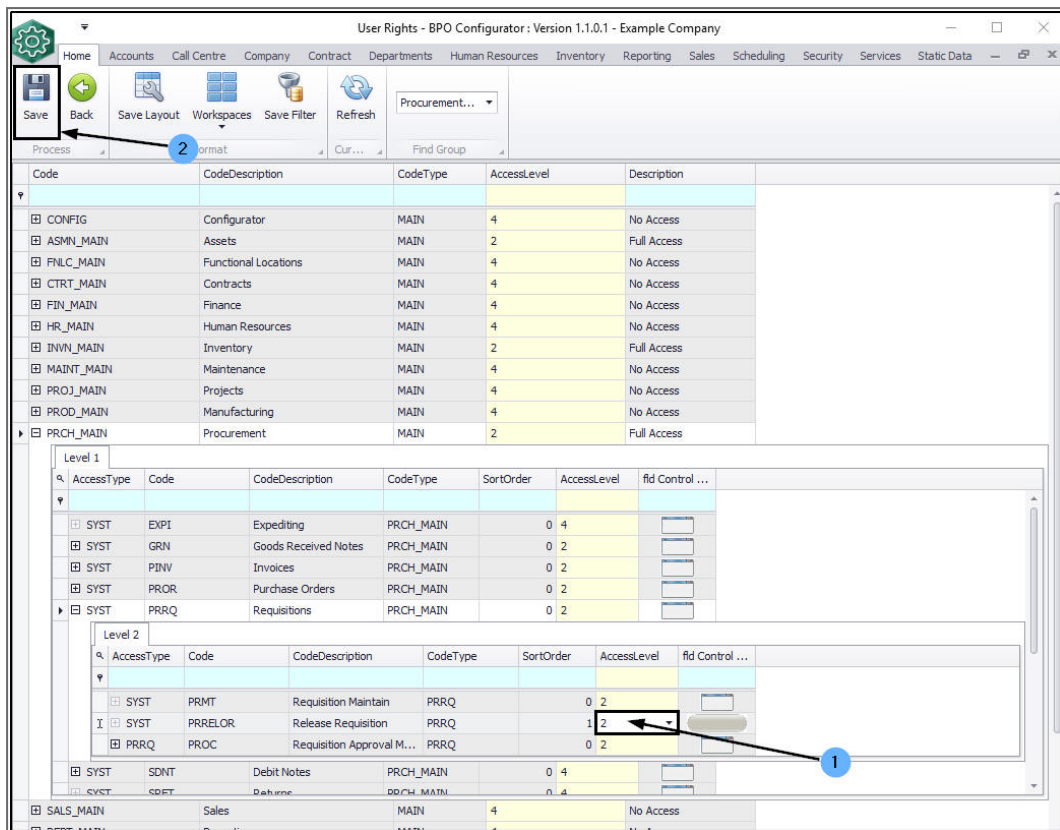 User Rights - BPO Configurator : Version 1.1.0.1 - Example Company
Home Accounts Call Centre Company Contract Departments Human Resources Inventory Reporting Sales Scheduling Security Services Static Data
Save Back Save Layout Workspaces Save Filter Refresh Procurement...
Process ormat Cur... Find Group
2
Code CodeDescription CodeType AccessLevel Description
CONFIG Configurator MAIN 4 No Access
ASMN_MAIN Assets MAIN 2 Full Access
FNLC_MAIN Functional Locations MAIN 4 No Access
CTRT_MAIN Contracts MAIN 4 No Access
FIN_MAIN Finance MAIN 4 No Access
HR_MAIN Human Resources MAIN 4 No Access
INVN_MAIN Inventory MAIN 2 Full Access
MAINT_MAIN Maintenance MAIN 4 No Access
PROJ_MAIN Projects MAIN 4 No Access
PROD_MAIN Manufacturing MAIN 4 No Access
PRCH_MAIN Procurement MAIN 2 Full Access
Level 1
AccessType Code CodeDescription CodeType SortOrder AccessLevel fld Control ...
SYST EXPI Expediting PRCH_MAIN 0 4
SYST GRN Goods Received Notes PRCH_MAIN 0 2
SYST PINV Invoices PRCH_MAIN 0 2
SYST PROR Purchase Orders PRCH_MAIN 0 2
SYST PRRQ Requisitions PRCH_MAIN 0 2
Level 2
AccessType Code CodeDescription CodeType SortOrder AccessLevel fld Control ...
SYST PRMT Requisition Maintain PRRQ 0 2
SYST PRRELOR Release Requisition PRRQ 1 2
PRRQ PROC Requisition Approval M... PRRQ 0 2
1
SYST SDNT Debit Notes PRCH_MAIN 0 4
SYST SRET Returns PRCH_MAIN 0 4
SALS_MAIN Sales MAIN 4 No Access